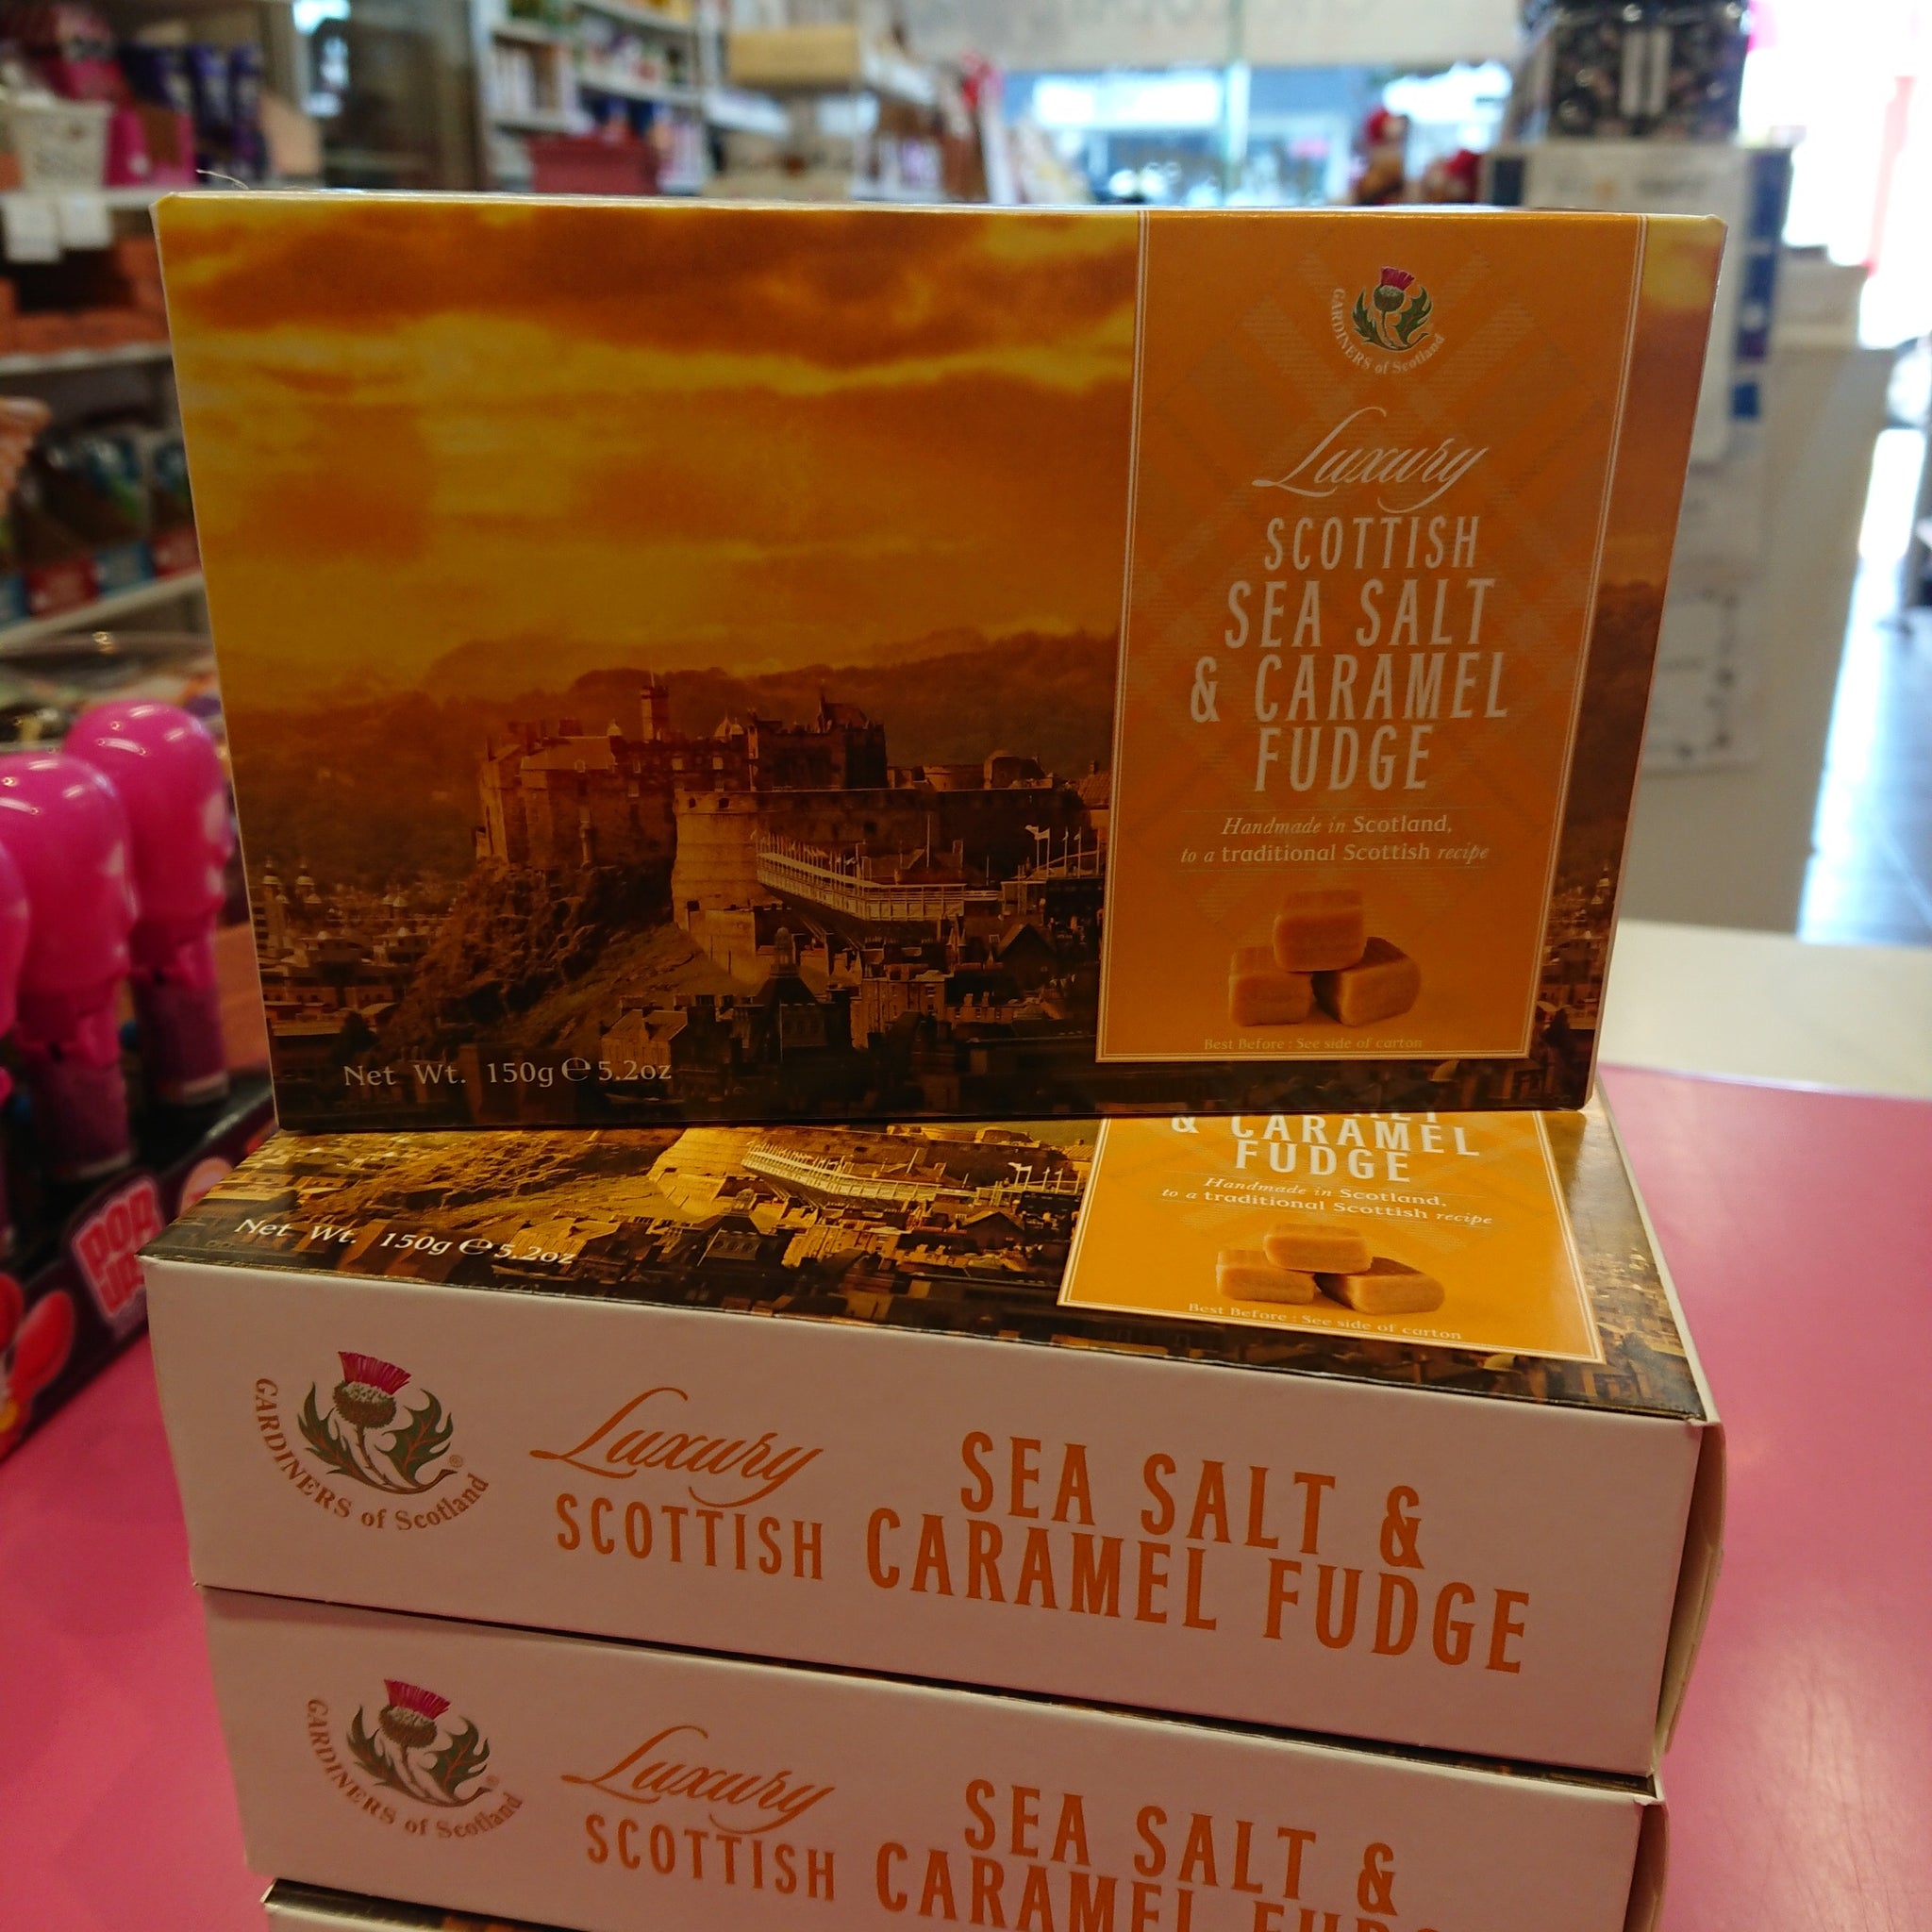 GARDINERS of Scotland
Luxury
SCOTTISH
SEA SALT
& CARAMEL
FUDGE
Handmade in Scotland,
to a traditional Scottish recipe
Best Before : See side of carton
Net Wt. 150g ℮ 5.2oz
& CARAMEL
FUDGE
Handmade in Scotland,
to a traditional Scottish recipe
Best Before : See side of carton
Net Wt. 150g ℮ 5.2oz
GARDINERS of Scotland ®
Luxury
SCOTTISH
SEA SALT &
CARAMEL FUDGE
GARDINERS of Scotland ®
Luxury
SCOTTISH
SEA SALT &
CARAMEL FUDGE
POP